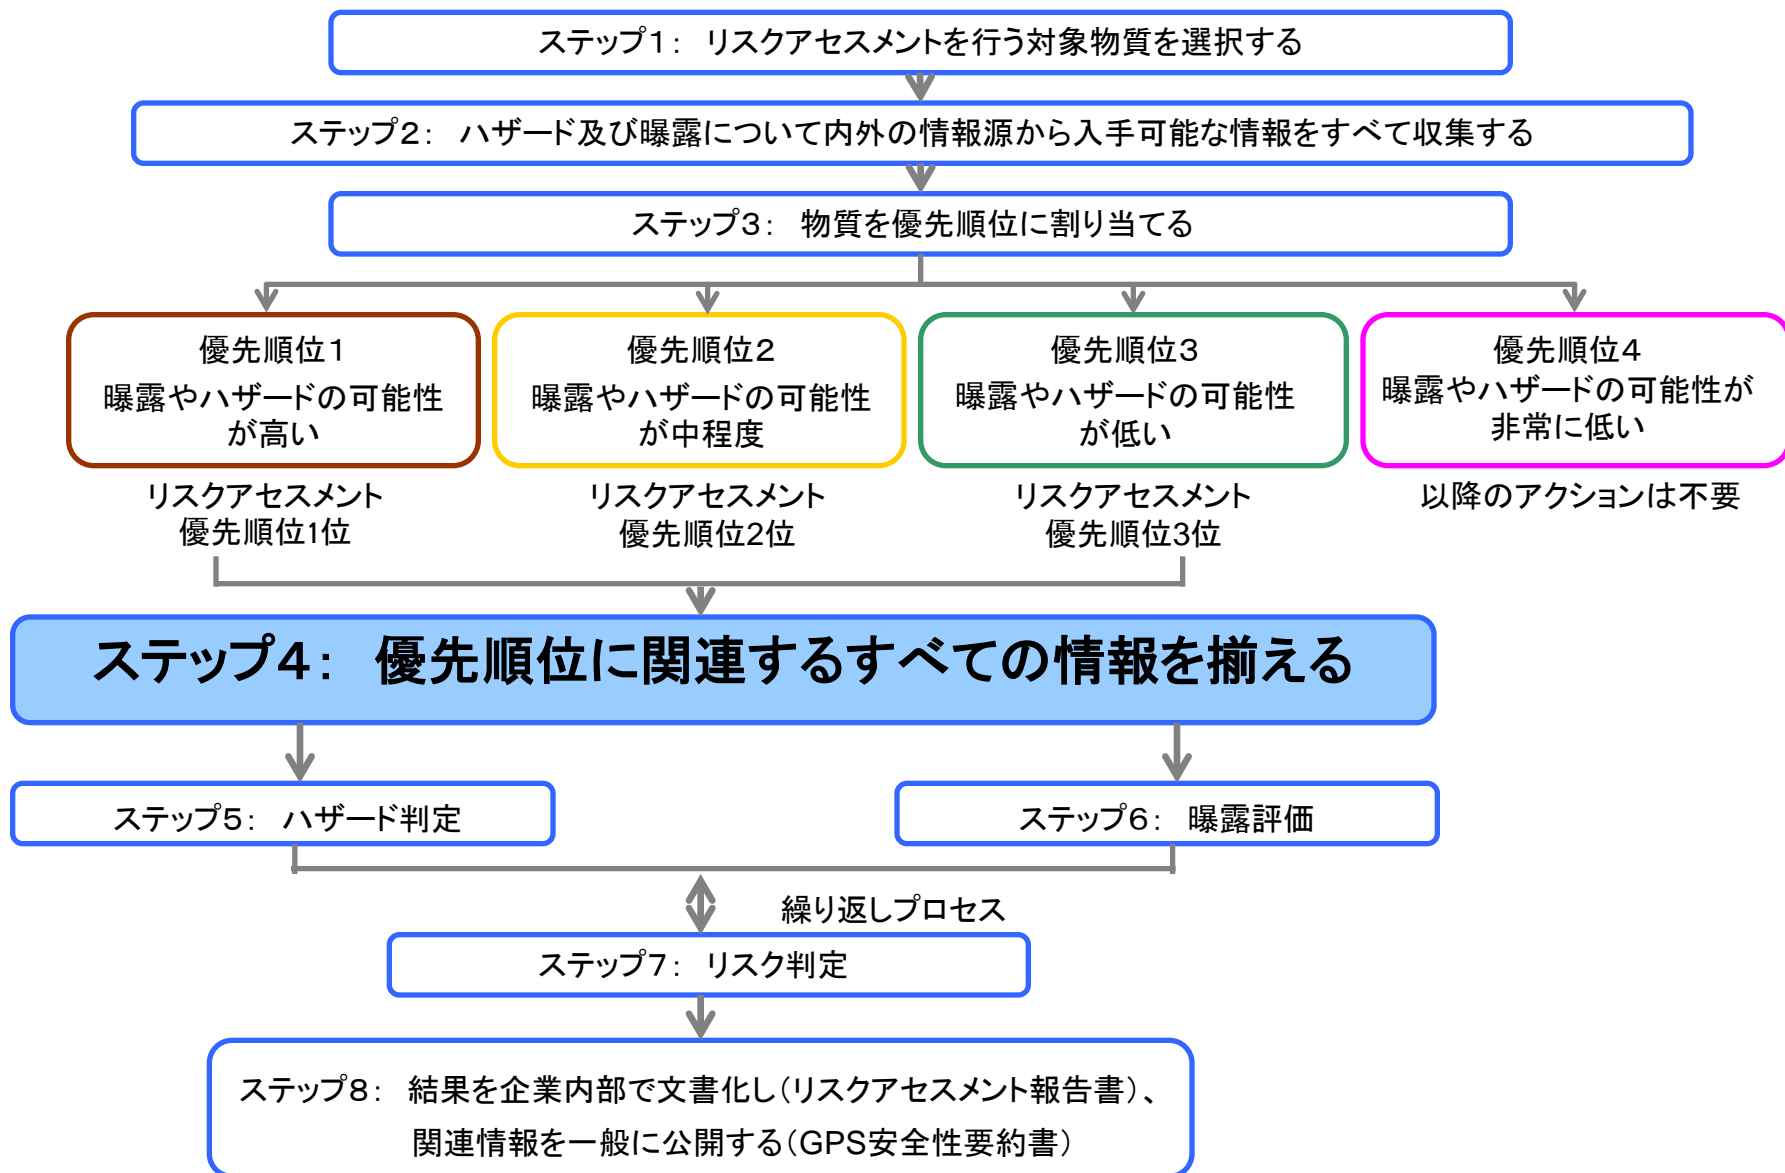 ステップ1： リスクアセスメントを行う対象物質を選択する
ステップ2： ハザード及び曝露について内外の情報源から入手可能な情報をすべて収集する
ステップ3： 物質を優先順位に割り当てる
優先順位1
曝露やハザードの可能性
が高い
優先順位2
曝露やハザードの可能性
が中程度
優先順位3
曝露やハザードの可能性
が低い
優先順位4
曝露やハザードの可能性が
非常に低い
リスクアセスメント
優先順位1位
リスクアセスメント
優先順位2位
リスクアセスメント
優先順位3位
以降のアクションは不要
ステップ4： 優先順位に関連するすべての情報を揃える
ステップ5： ハザード判定
ステップ6： 曝露評価
繰り返しプロセス
ステップ7： リスク判定
ステップ8： 結果を企業内部で文書化し（リスクアセスメント報告書）、
関連情報を一般に公開する（GPS安全性要約書）